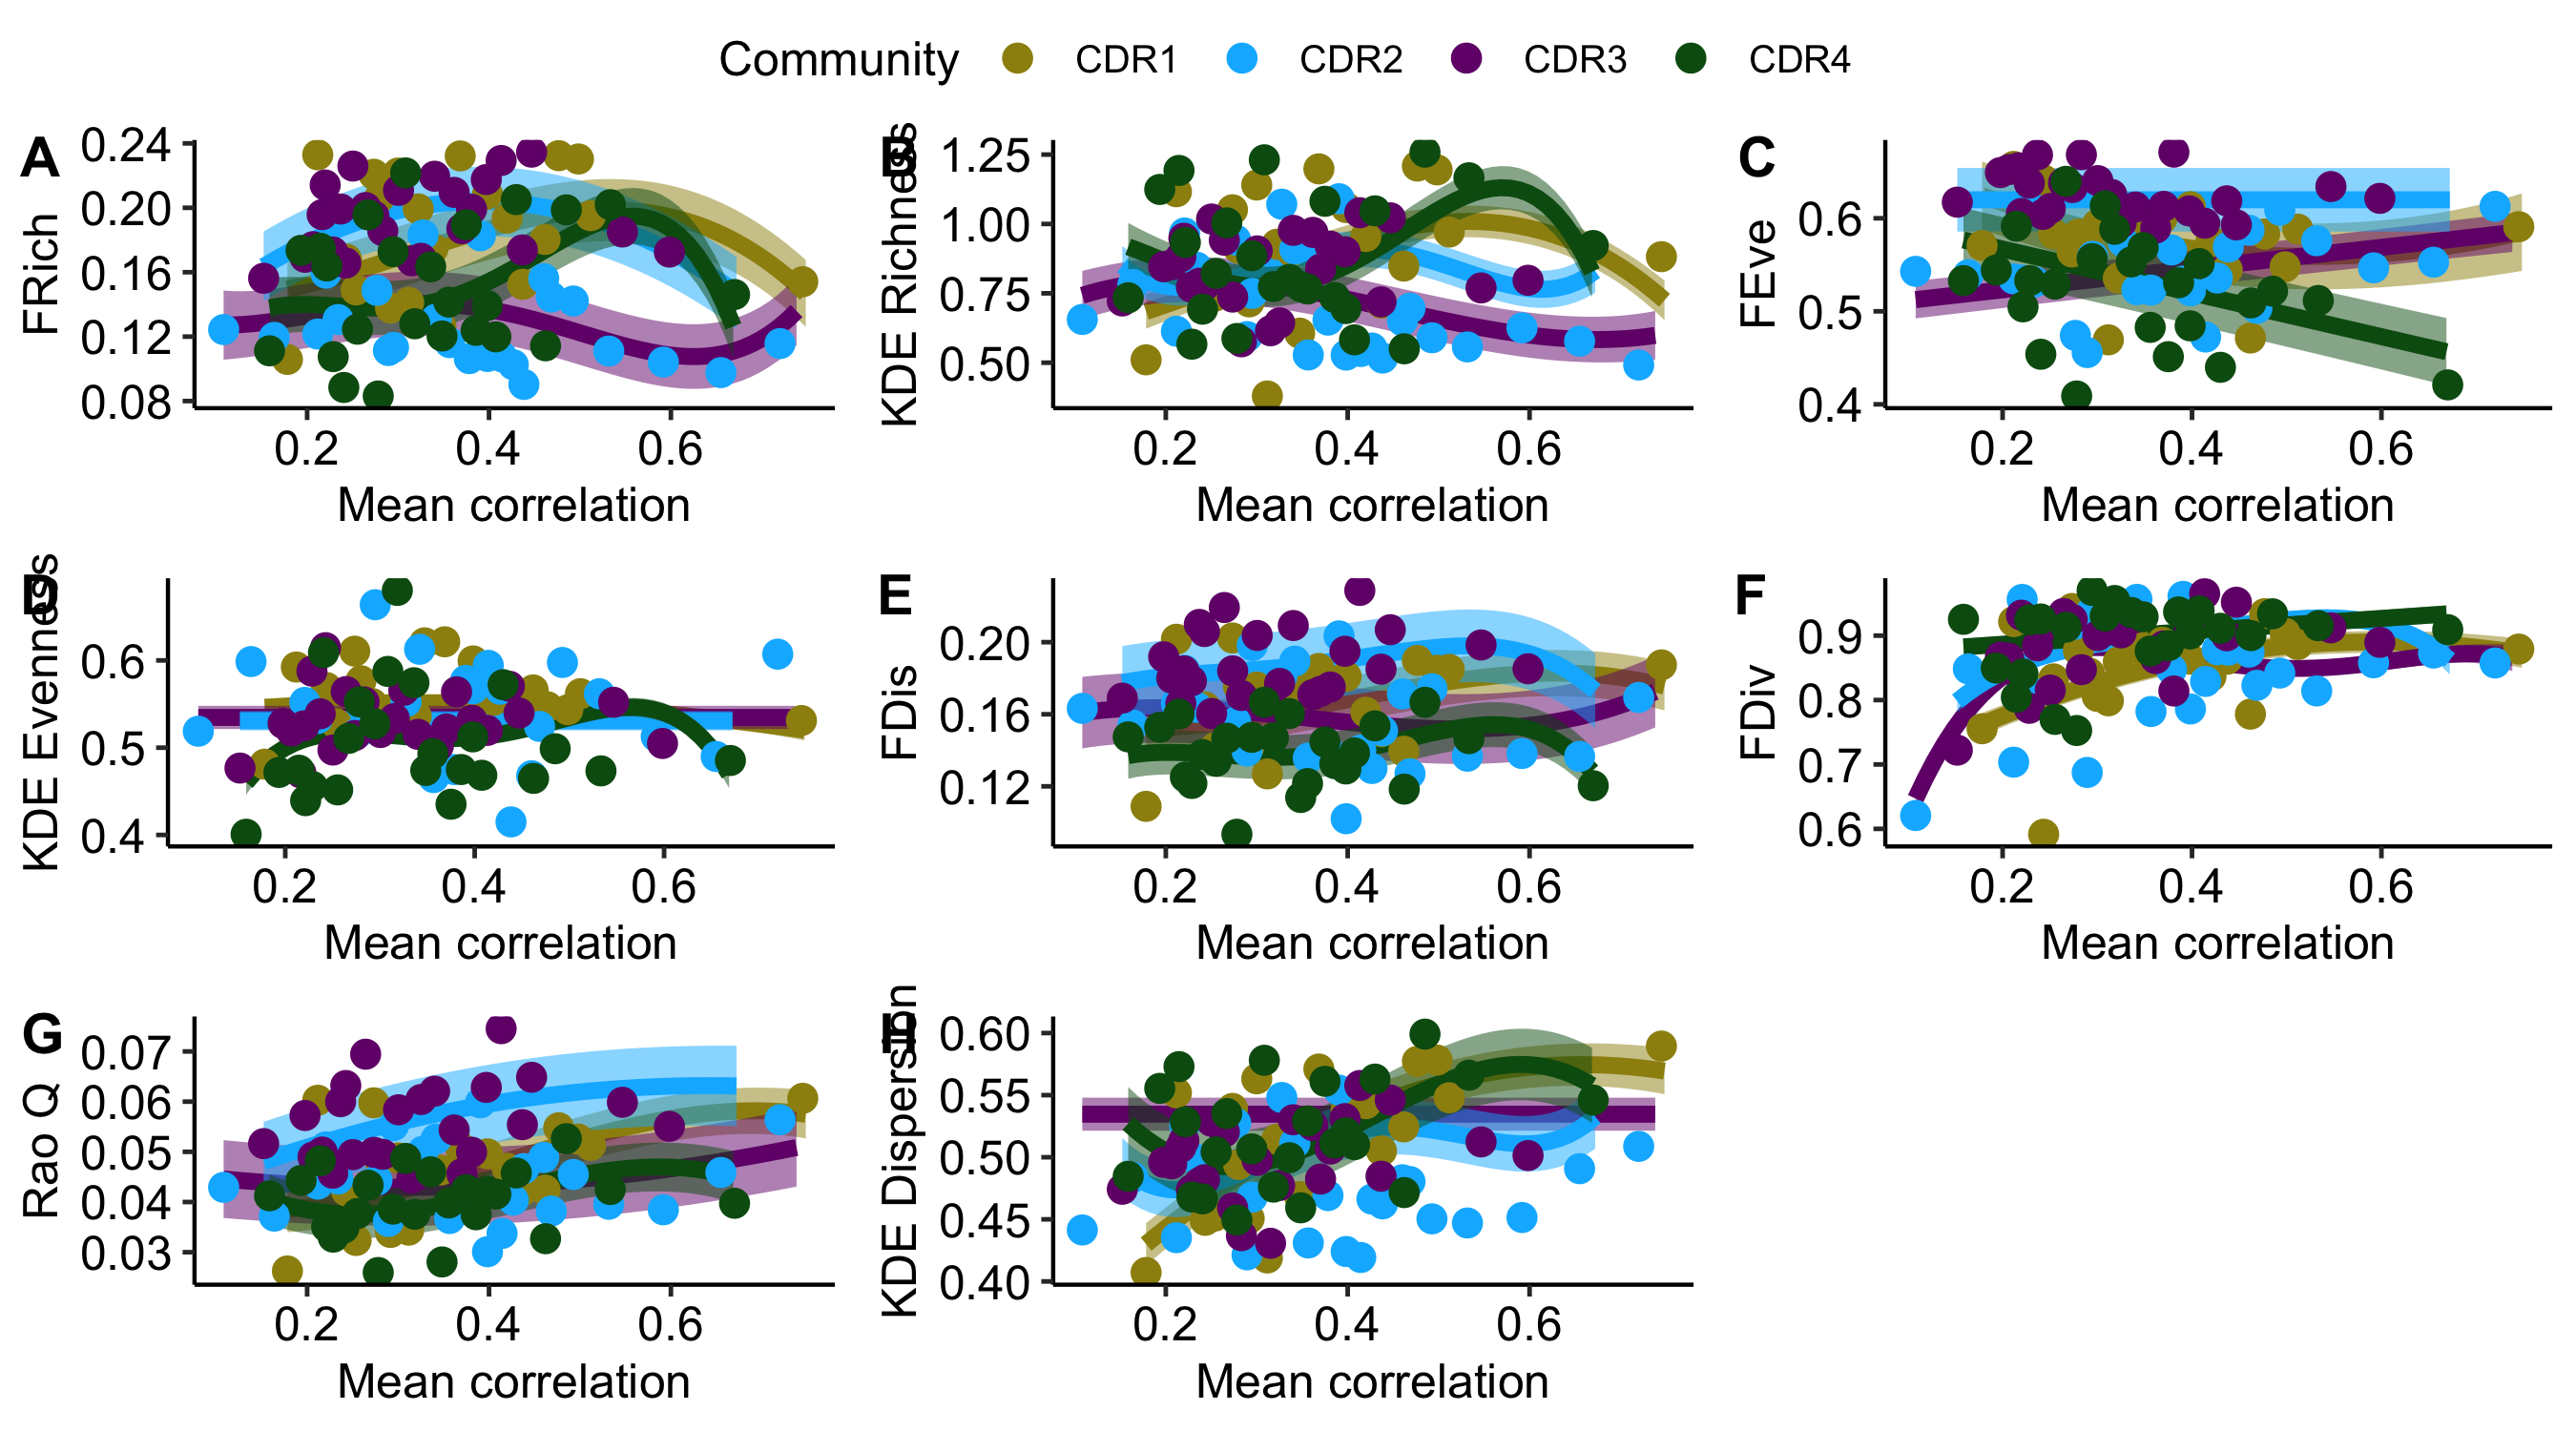 Community CDR1 CDR2 CDR3 CDR4
A
FRich
0.24
0.20
0.16
0.12
0.08
0.2 0.4 0.6
Mean correlation
B
KDE Richness
1.25
1.00
0.75
0.50
0.2 0.4 0.6
Mean correlation
C
FEve
0.6
0.5
0.4
0.2 0.4 0.6
Mean correlation
D
KDE Evenness
0.6
0.5
0.4
0.2 0.4 0.6
Mean correlation
E
FDis
0.20
0.16
0.12
0.2 0.4 0.6
Mean correlation
F
FDiv
0.9
0.8
0.7
0.6
0.2 0.4 0.6
Mean correlation
G
Rao Q
0.07
0.06
0.05
0.04
0.03
0.2 0.4 0.6
Mean correlation
H
KDE Dispersion
0.60
0.55
0.50
0.45
0.40
0.2 0.4 0.6
Mean correlation